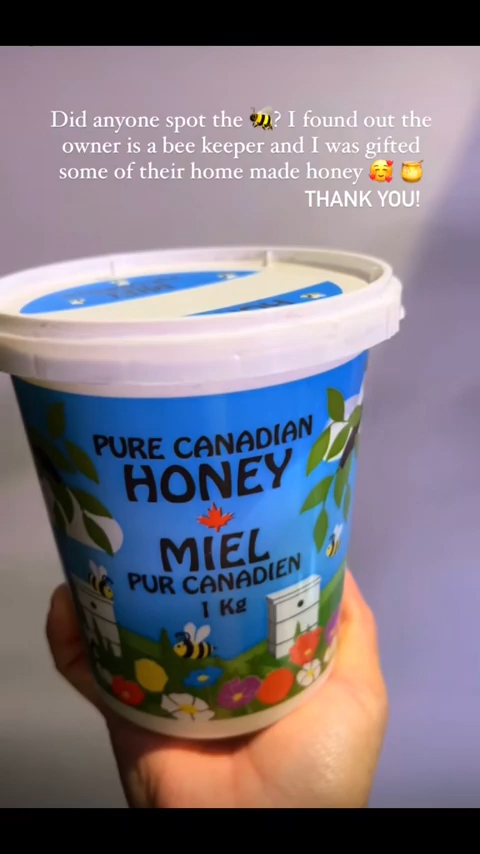 Did anyone spot the 🐝? I found out the
owner is a bee keeper and I was gifted
some of their home made honey 🥰 🍯
THANK YOU!
PURE CANADIAN
HONEY
MIEL
PUR CANADIEN
1 Kg